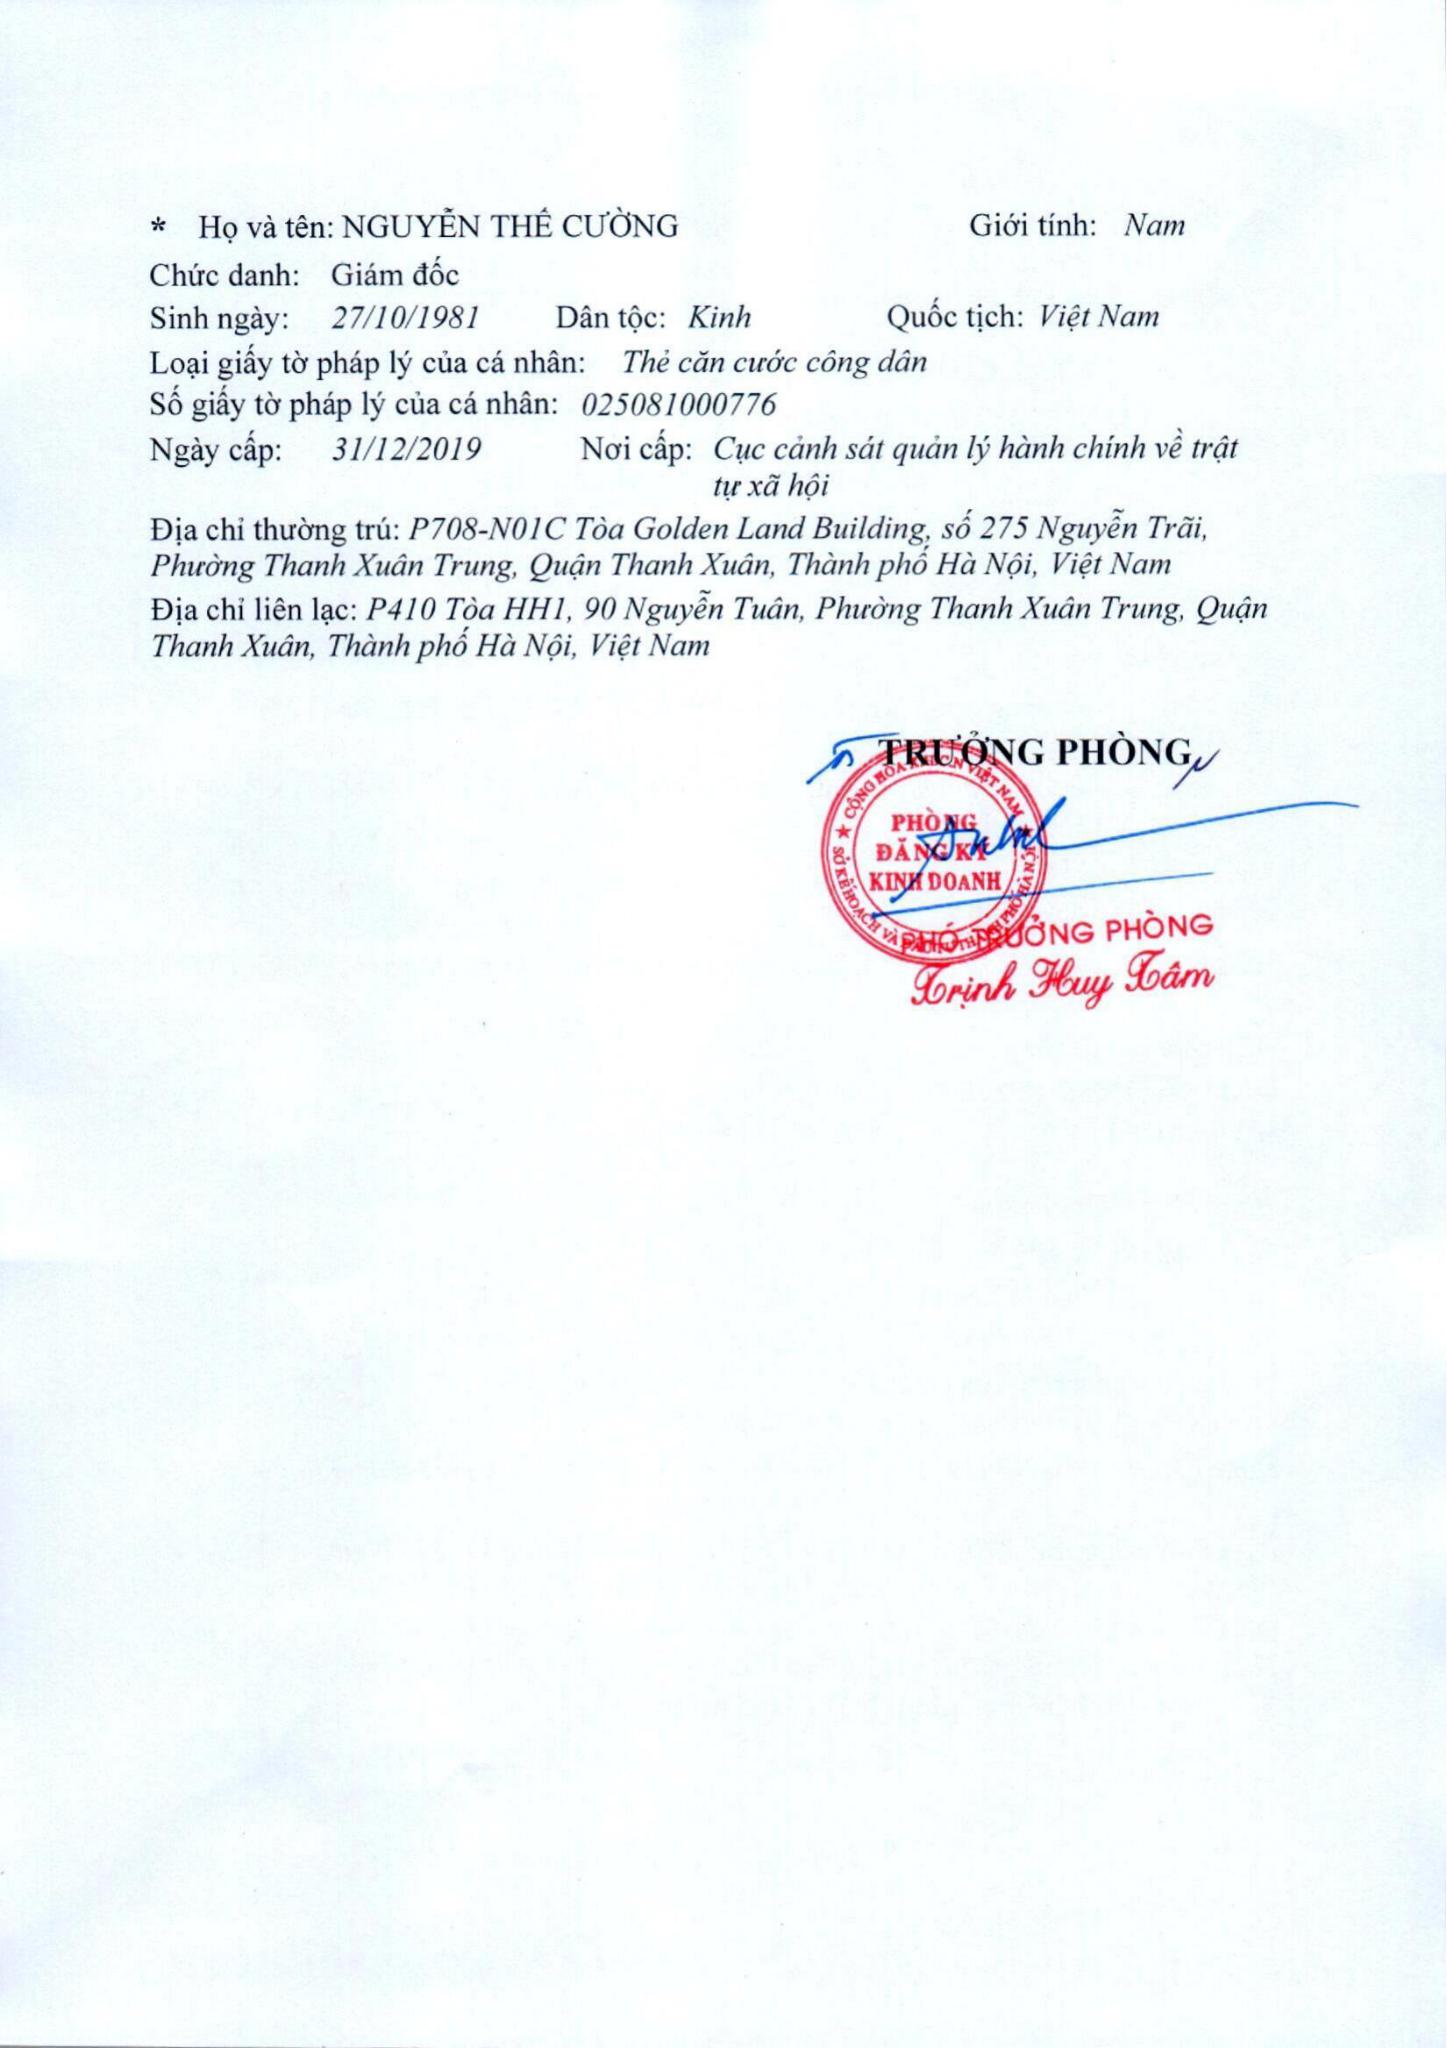 * Họ và tên: NGUYỄN THẾ CƯỜNG Giới tính: Nam
Chức danh: Giám đốc
Sinh ngày: 27/10/1981 Dân tộc: Kinh Quốc tịch: Việt Nam
Loại giấy tờ pháp lý của cá nhân: Thẻ căn cước công dân
Số giấy tờ pháp lý của cá nhân: 025081000776
Ngày cấp: 31/12/2019 Nơi cấp: Cục cảnh sát quản lý hành chính về trật
tự xã hội
Địa chỉ thường trú: P708-N01C Tòa Golden Land Building, số 275 Nguyễn Trãi,
Phường Thanh Xuân Trung, Quận Thanh Xuân, Thành phố Hà Nội, Việt Nam
Địa chỉ liên lạc: P410 Tòa HH1, 90 Nguyễn Tuân, Phường Thanh Xuân Trung, Quận
Thanh Xuân, Thành phố Hà Nội, Việt Nam
TRƯỞNG PHÒNG
CỘNG HÒA XHCN VIỆT NAM
PHÒNG
ĐĂNG KÝ
KINH DOANH
SỞ KẾ HOẠCH VÀ ĐẦU TƯ THÀNH PHỐ HÀ NỘI
PHÓ TRƯỞNG PHÒNG
Trịnh Huy Tâm